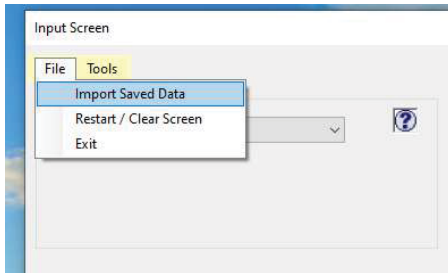 Input Screen
File Tools
Import Saved Data
Restart / Clear Screen
Exit
?